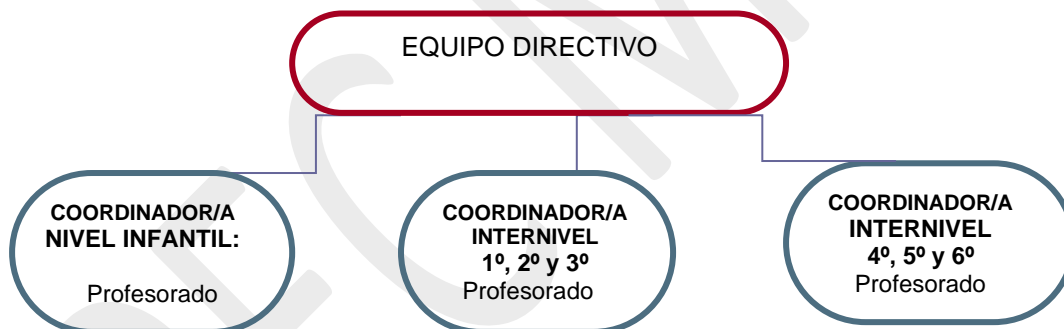 EQUIPO DIRECTIVO
COORDINADOR/A
NIVEL INFANTIL:
Profesorado
COORDINADOR/A
INTERNIVEL
1º, 2º y 3º
Profesorado
COORDINADOR/A
INTERNIVEL
4º, 5º y 6º
Profesorado